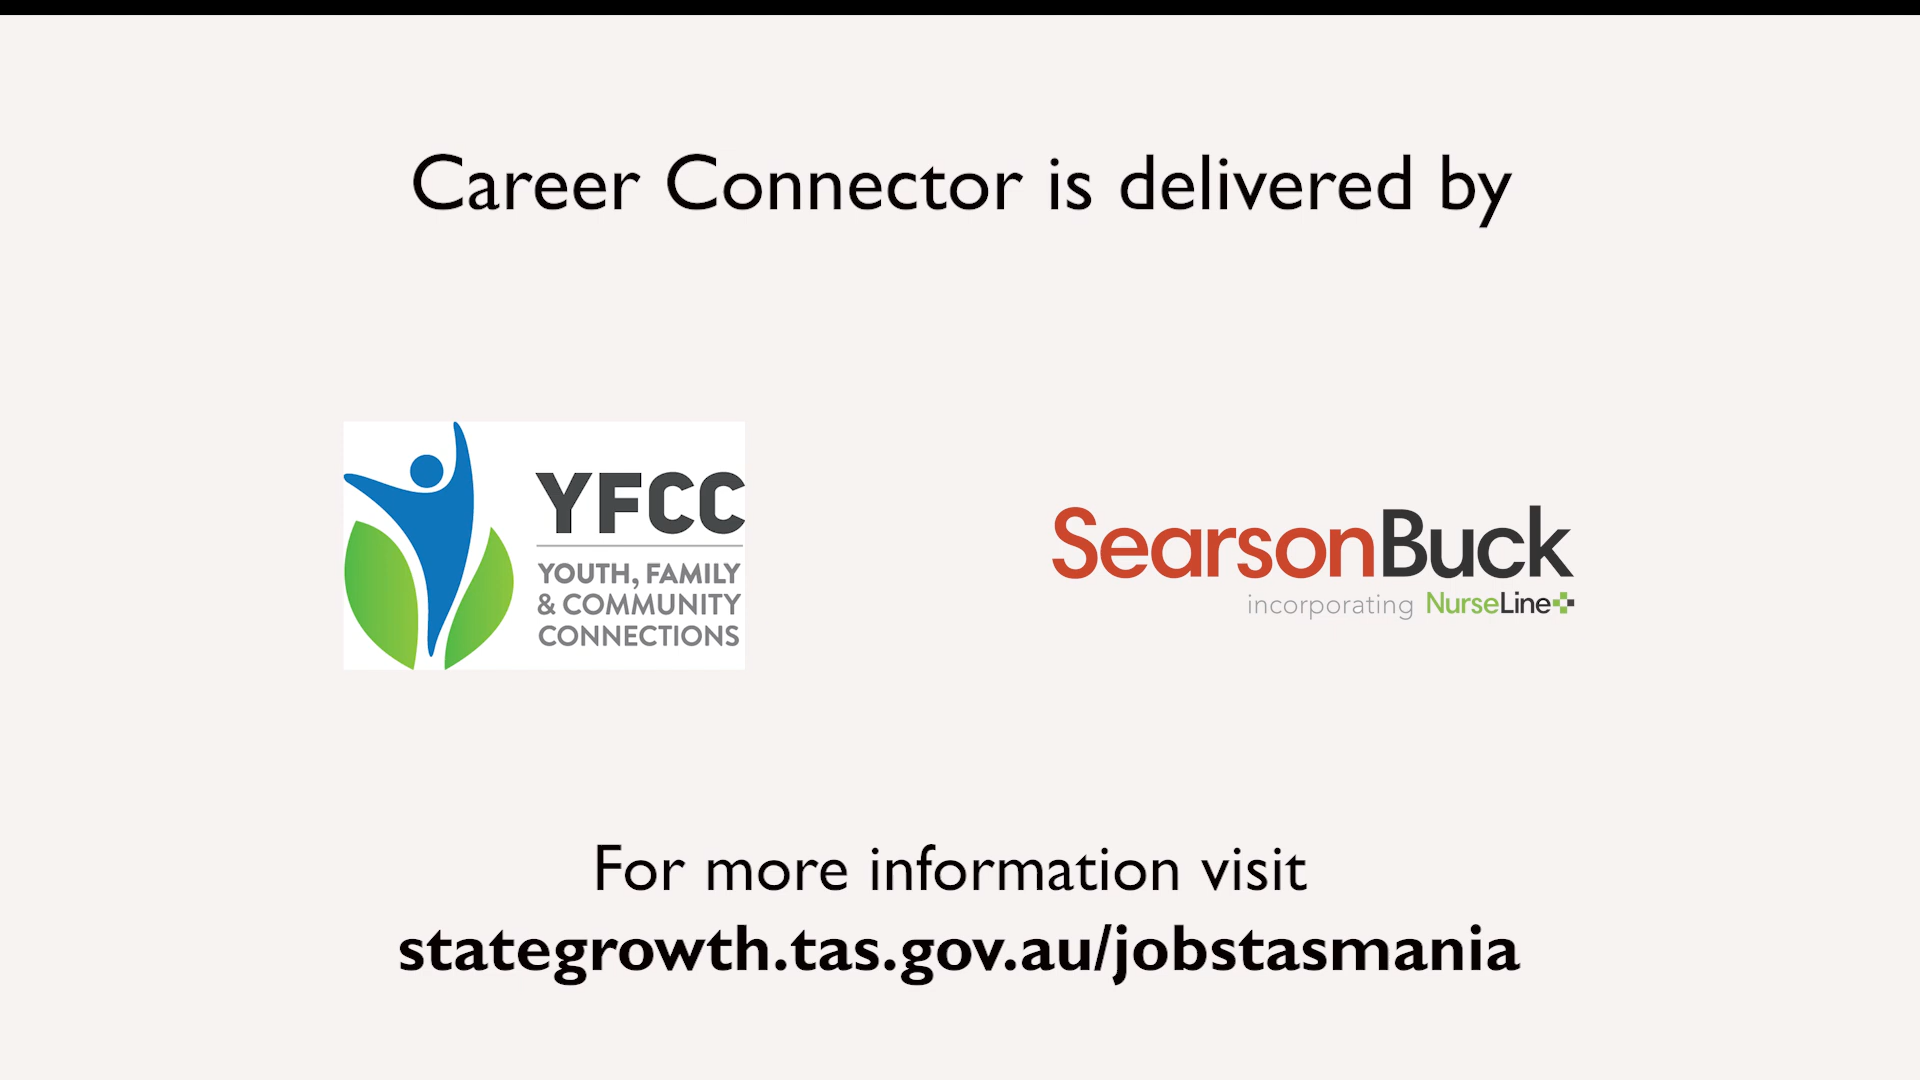 Career Connector is delivered by
YFCC
YOUTH, FAMILY
& COMMUNITY
CONNECTIONS
SearsonBuck
incorporating NurseLine
For more information visit
stategrowth.tas.gov.au/jobstasmania